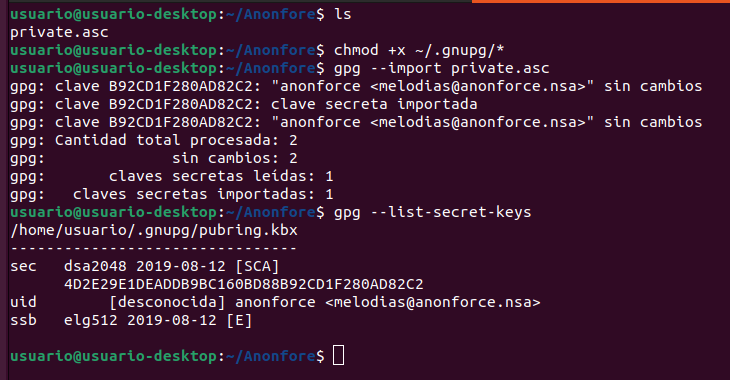 usuario@usuario-desktop:~/Anonfore$ ls
private.asc
usuario@usuario-desktop:~/Anonfore$ chmod +x ~/.gnupg/*
usuario@usuario-desktop:~/Anonfore$ gpg --import private.asc
gpg: clave B92CD1F280AD82C2: "anonforce <melodias@anonforce.nsa>" sin cambios
gpg: clave B92CD1F280AD82C2: clave secreta importada
gpg: clave B92CD1F280AD82C2: "anonforce <melodias@anonforce.nsa>" sin cambios
gpg: Cantidad total procesada: 2
gpg:              sin cambios: 2
gpg:       claves secretas leídas: 1
gpg:   claves secretas importadas: 1
usuario@usuario-desktop:~/Anonfore$ gpg --list-secret-keys
/home/usuario/.gnupg/pubring.kbx
--------------------------------
sec   dsa2048 2019-08-12 [SCA]
      4D2E29E1DEADDB9BC160BD88B92CD1F280AD82C2
uid        [desconocida] anonforce <melodias@anonforce.nsa>
ssb   elg512 2019-08-12 [E]
usuario@usuario-desktop:~/Anonfore$